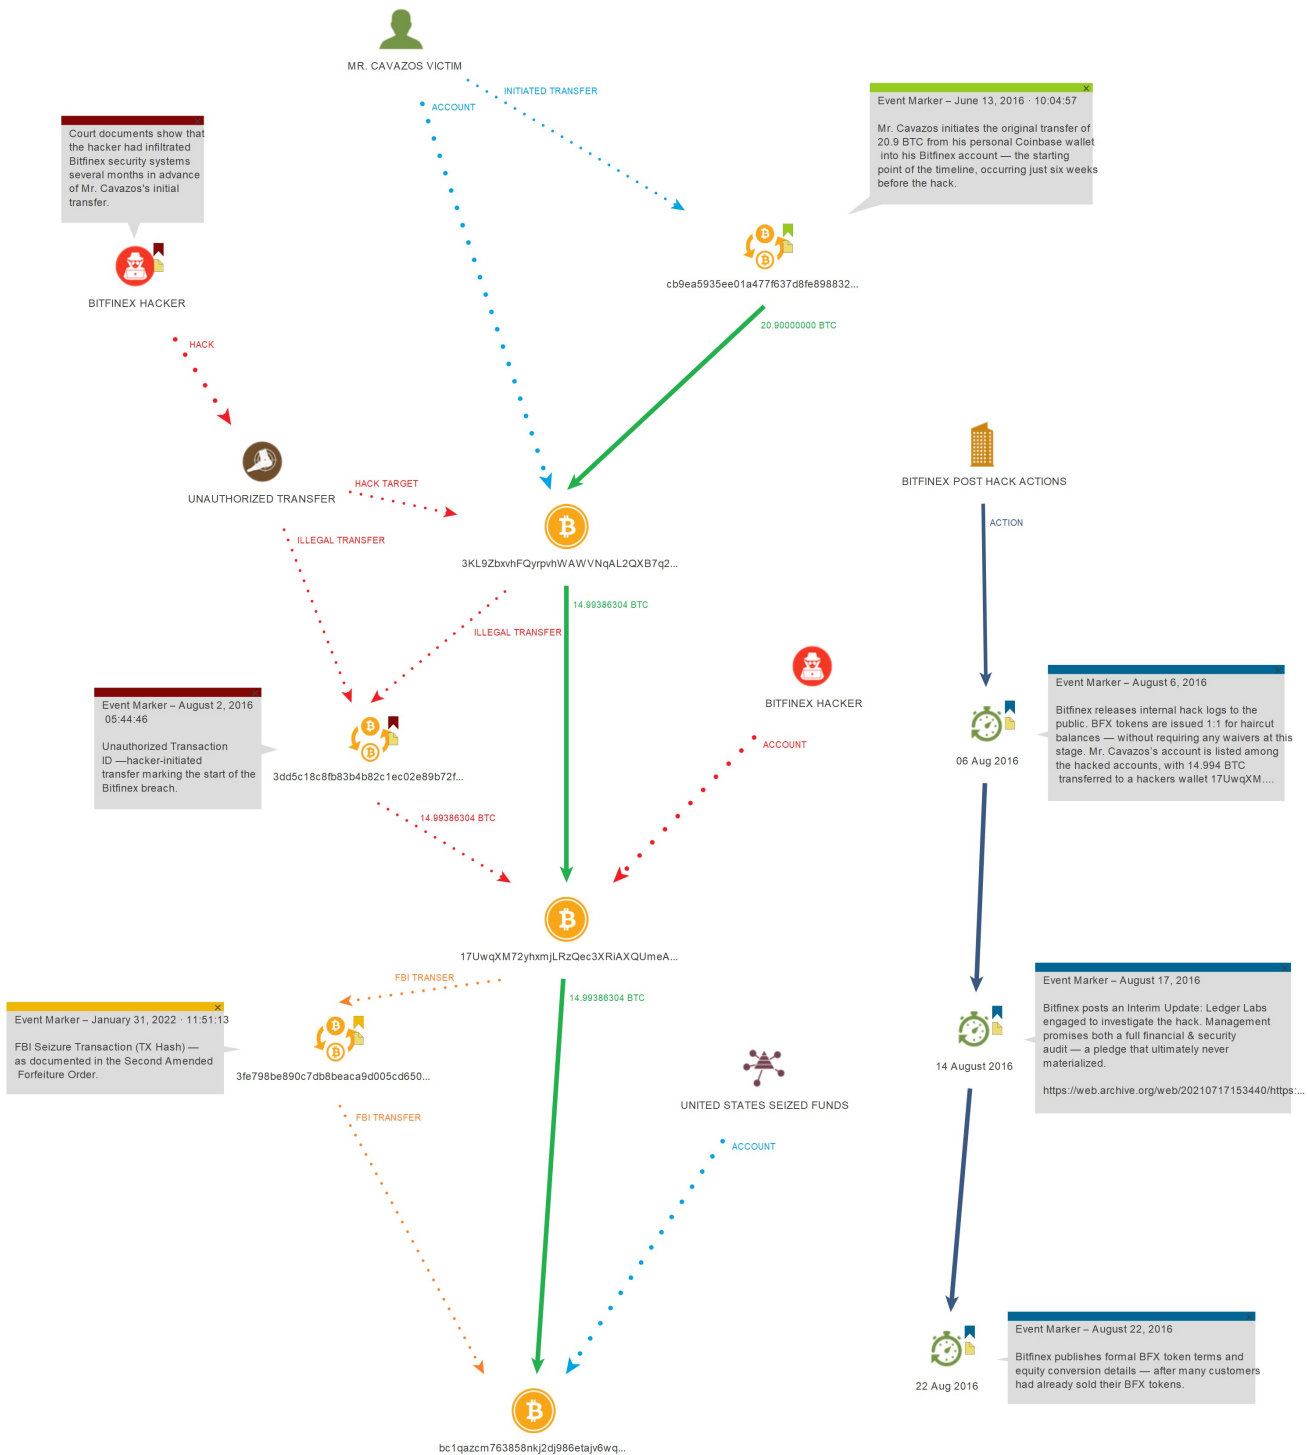 MR. CAVAZOS VICTIM
INITIATED TRANSFER
ACCOUNT
Event Marker – June 13, 2016 · 10:04:57
Mr. Cavazos initiates the original transfer of
20.9 BTC from his personal Coinbase wallet
into his Bitfinex account — the starting
point of the timeline, occurring just six weeks
before the hack.
Court documents show that
the hacker had infiltrated
Bitfinex security systems
several months in advance
of Mr. Cavazos's initial
transfer.
BITFINEX HACKER
cb9ea5935ee01a477f637d8fe898832...
20.90000000 BTC
HACK
UNAUTHORIZED TRANSFER
HACK TARGET
ILLEGAL TRANSFER
3KL9ZbxvhFQyrpvhWAWVNqAL2QXB7q2...
14.99386304 BTC
ILLEGAL TRANSFER
BITFINEX POST HACK ACTIONS
ACTION
BITFINEX HACKER
ACCOUNT
Event Marker – August 2, 2016
05:44:46
Unauthorized Transaction
ID —hacker-initiated
transfer marking the start of the
Bitfinex breach.
3dd5c18c8fb83b4b82c1ec02e89b72f...
14.99386304 BTC
06 Aug 2016
Event Marker – August 6, 2016
Bitfinex releases internal hack logs to the
public. BFX tokens are issued 1:1 for haircut
balances — without requiring any waivers at this
stage. Mr. Cavazos's account is listed among
the hacked accounts, with 14.994 BTC
transferred to a hackers wallet 17UwqXM....
17UwqXM72yhxmjLRzQec3XRiAXQUmeA...
FBI TRANSER
14.99386304 BTC
Event Marker – January 31, 2022 · 11:51:13
FBI Seizure Transaction (TX Hash) —
as documented in the Second Amended
Forfeiture Order.
3fe798be890c7db8beaca9d005cd650...
FBI TRANSFER
UNITED STATES SEIZED FUNDS
ACCOUNT
14 August 2016
Event Marker – August 17, 2016
Bitfinex posts an Interim Update: Ledger Labs
engaged to investigate the hack. Management
promises both a full financial & security
audit — a pledge that ultimately never
materialized.
https://web.archive.org/web/20210717153440/https:...
22 Aug 2016
Event Marker – August 22, 2016
Bitfinex publishes formal BFX token terms and
equity conversion details — after many customers
had already sold their BFX tokens.
bc1qazcm763858nkj2dj986etajv6wq...